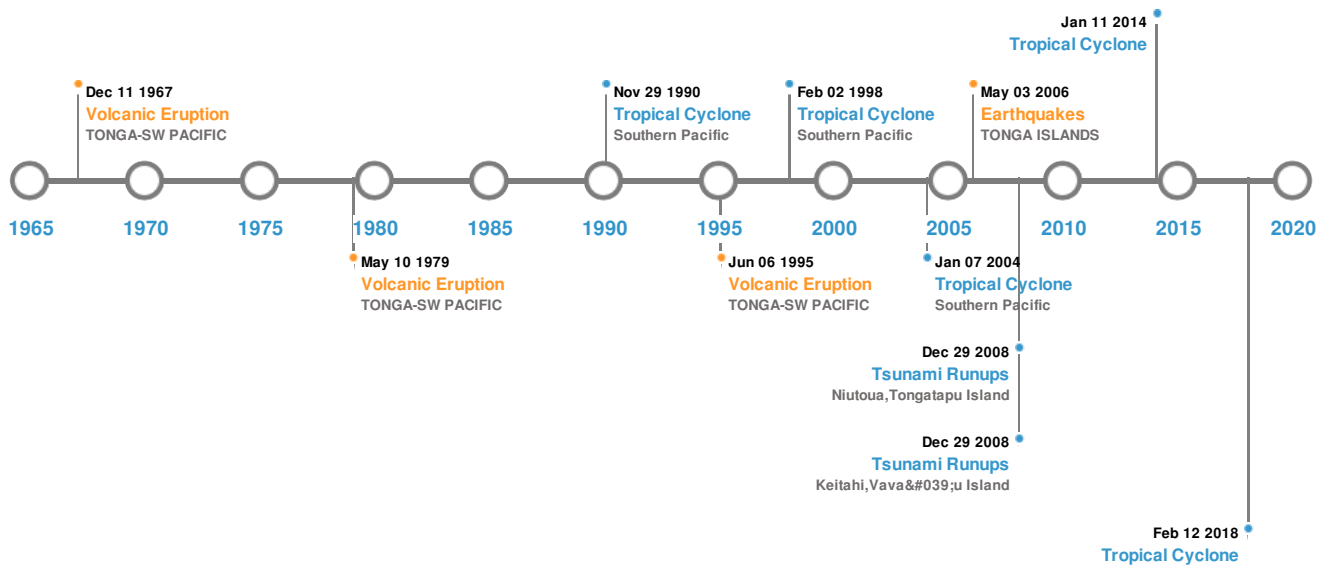 Jan 11 2014
Tropical Cyclone
Dec 11 1967
Volcanic Eruption
TONGA-SW PACIFIC
Nov 29 1990
Tropical Cyclone
Southern Pacific
Feb 02 1998
Tropical Cyclone
Southern Pacific
May 03 2006
Earthquakes
TONGA ISLANDS
1965 1970 1975 1980 1985 1990 1995 2000 2005 2010 2015 2020
May 10 1979
Volcanic Eruption
TONGA-SW PACIFIC
Jun 06 1995
Volcanic Eruption
TONGA-SW PACIFIC
Jan 07 2004
Tropical Cyclone
Southern Pacific
Dec 29 2008
Tsunami Runups
Niutoua,Tongatapu Island
Dec 29 2008
Tsunami Runups
Keitahi,Vava&#039;u Island
Feb 12 2018
Tropical Cyclone